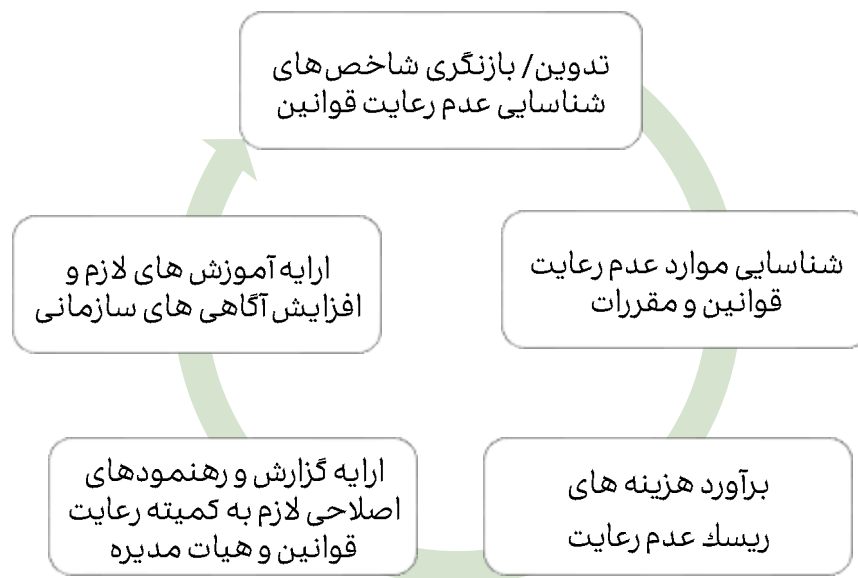 تدوین/ بازنگری شاخص‌های
شناسایی عدم رعایت قوانین
شناسایی موارد عدم رعایت
قوانین و مقررات
برآورد هزینه های
ریسك عدم رعایت
ارایه گزارش و رهنمودهای
اصلاحی لازم به کمیته رعایت
قوانین و هیات مدیره
ارایه آموزش های لازم و
افزایش آگاهی های سازمانی